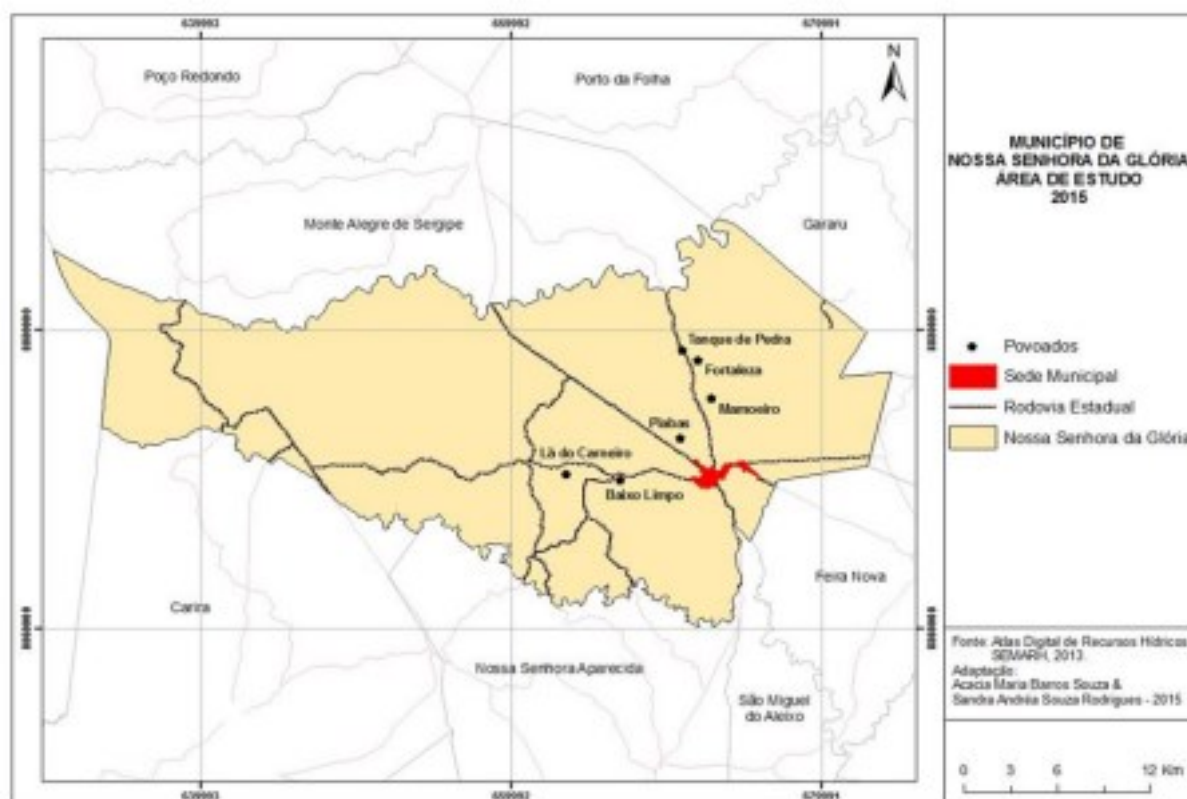 Poço Redondo
Porto da Folha
N
Monte Alegre de Sergipe
Gararu
Tanque de Pedra
Fortaleza
Mamoeiro
Piabas
Lã do Carneiro
Baixo Limpo
Carira
Feira Nova
Nossa Senhora Aparecida
São Miguel
do Aleixo
MUNICÍPIO DE
NOSSA SENHORA DA GLÓRIA
ÁREA DE ESTUDO
2015
Povoados
Sede Municipal
Rodovia Estadual
Nossa Senhora da Glória
Fonte: Atlas Digital de Recursos Hídricos
SEMARH, 2013.
Adaptação:
Acacia Maria Barros Souza &
Sandra Andréia Souza Rodrigues - 2015
0 3 6 12 Km